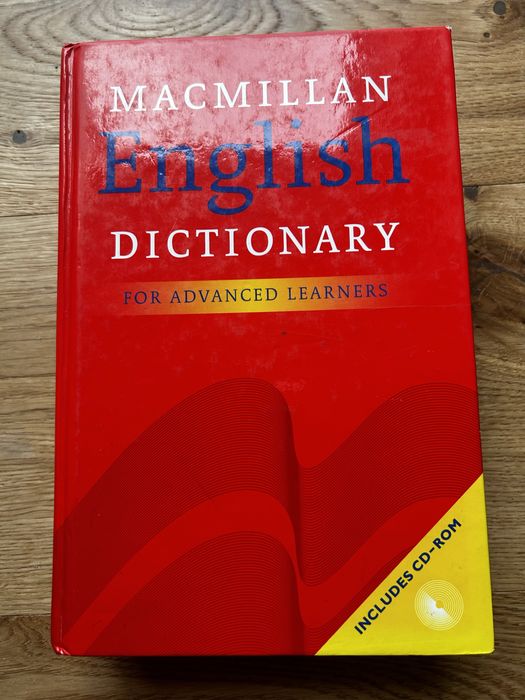 MACMILLAN
English
DICTIONARY
FOR ADVANCED LEARNERS
INCLUDES CD-ROM